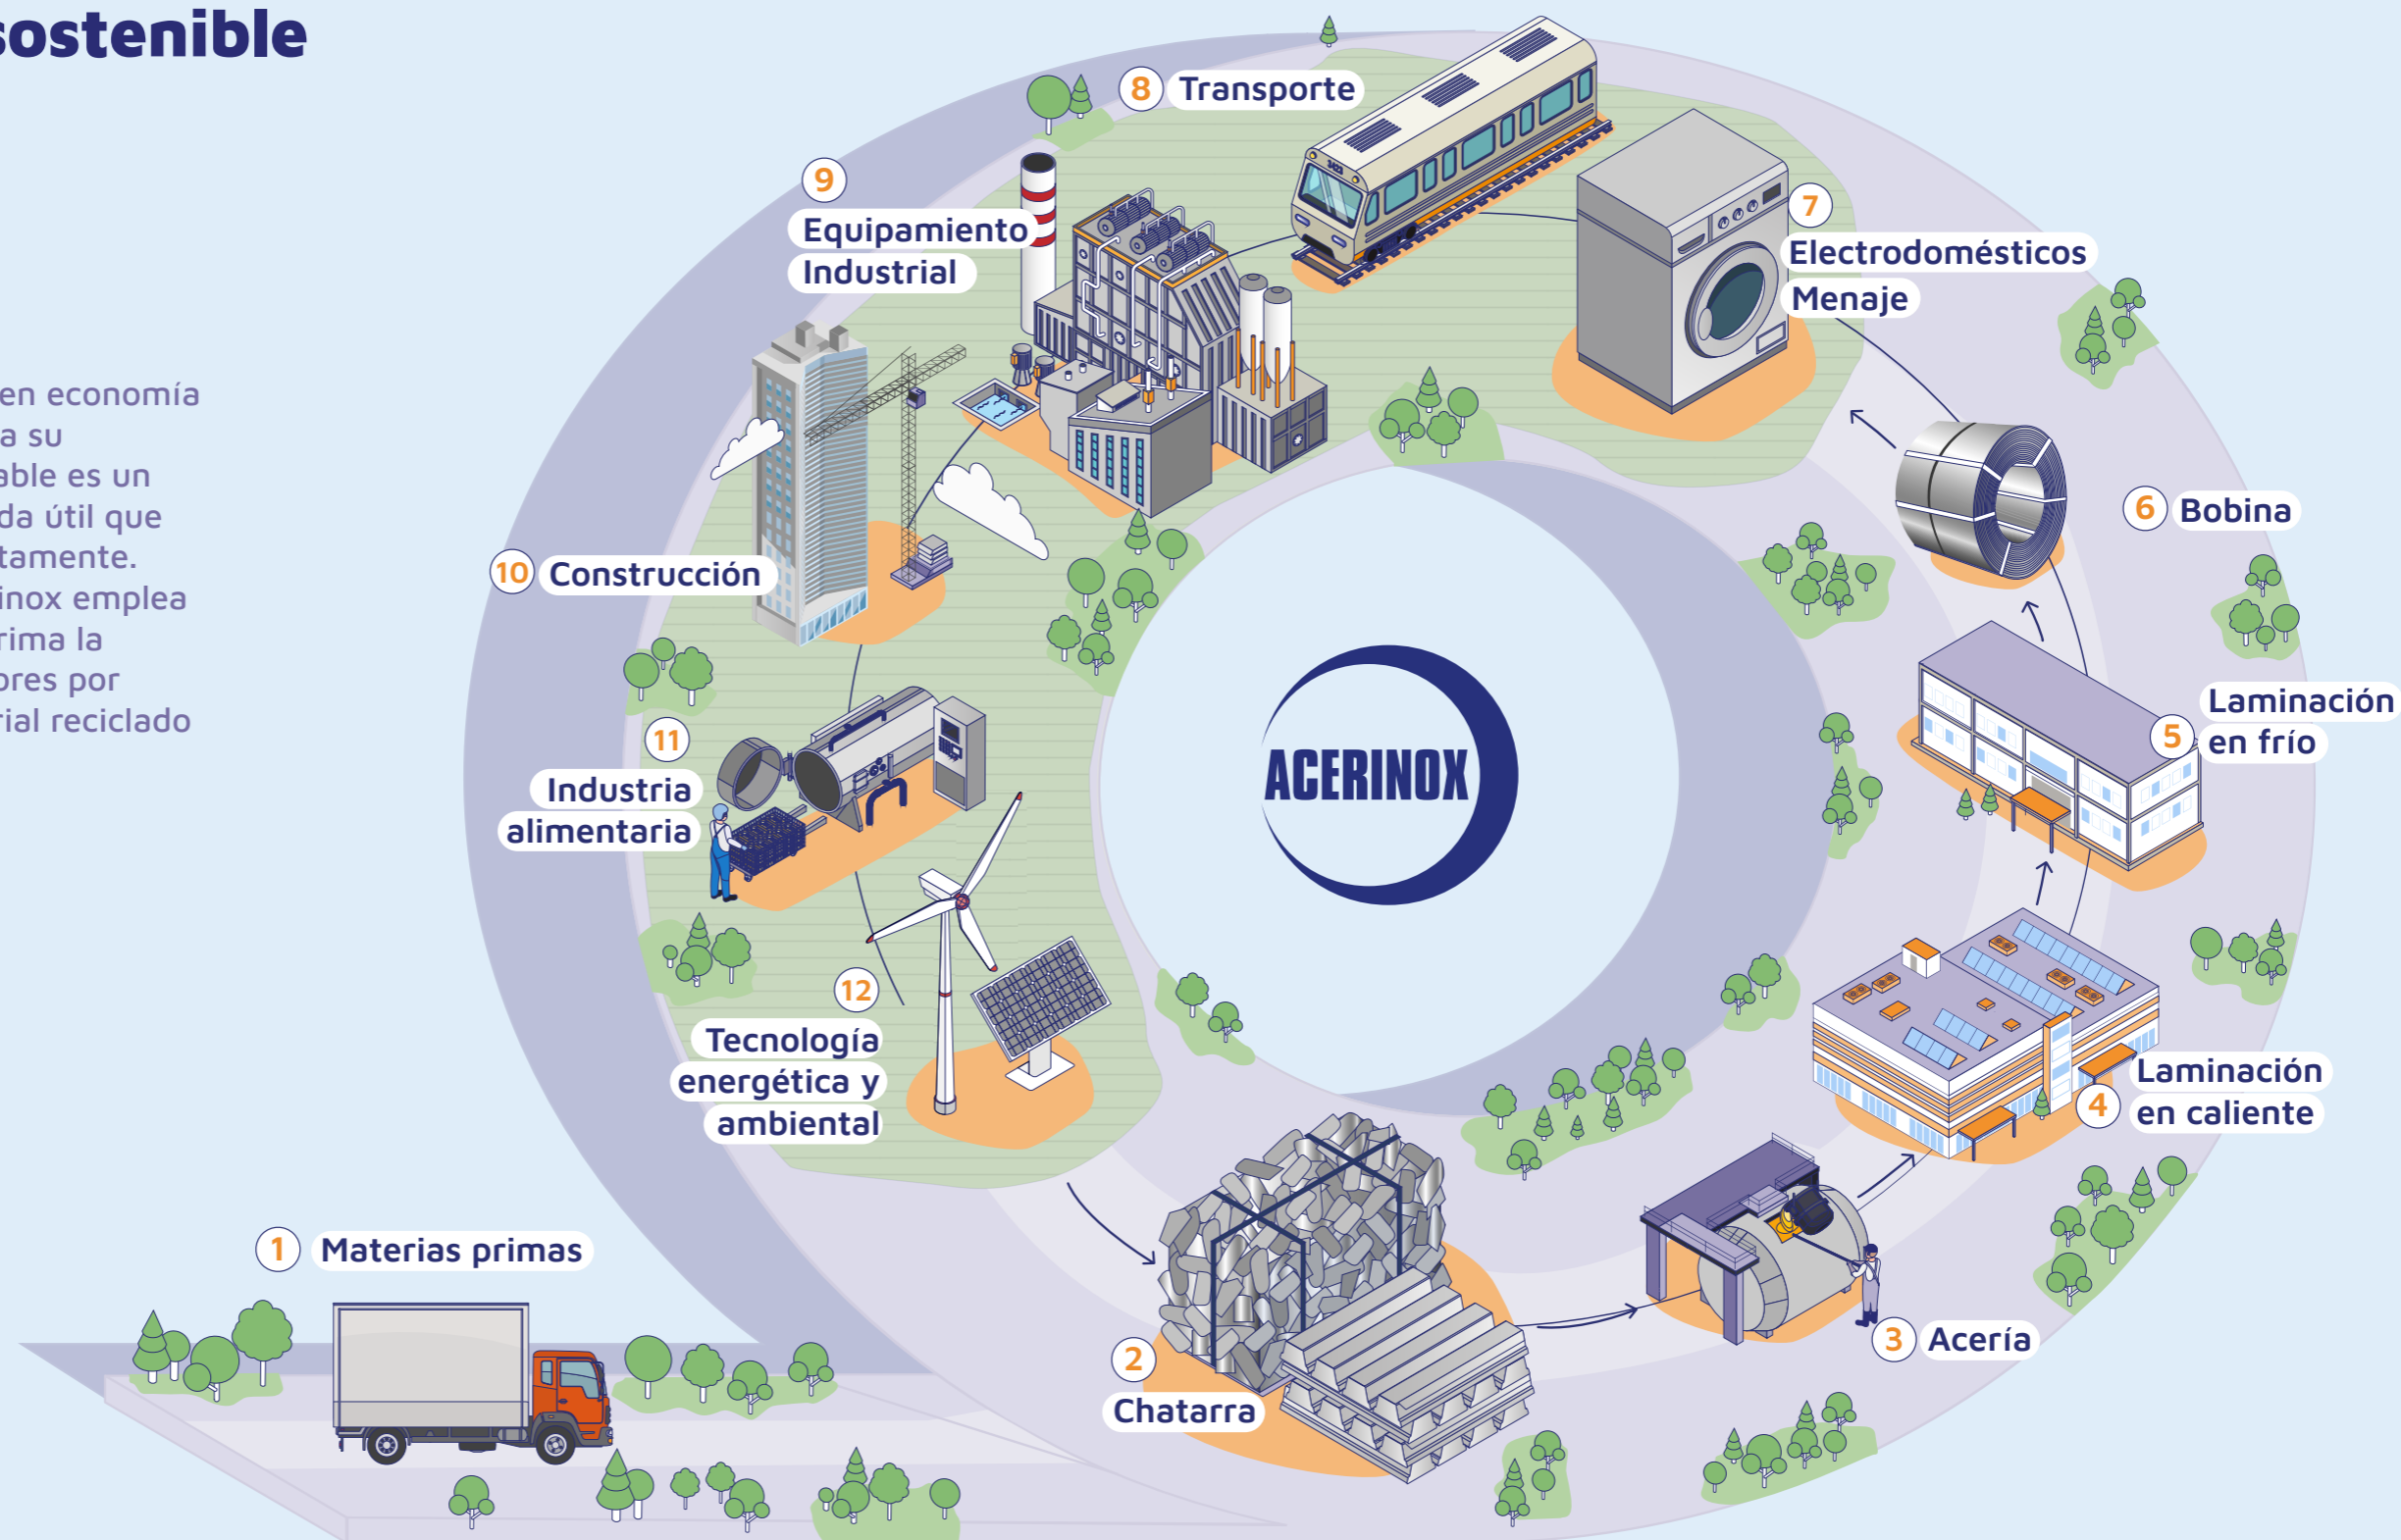 sostenible
en economía
a su
able es un
da útil que
tamente.
inox emplea
rima la
ores por
rial reciclado
8 Transporte
9
Equipamiento
Industrial
7
Electrodomésticos
Menaje
6 Bobina
10 Construcción
5 Laminación
en frío
11
Industria
alimentaria
ACERINOX
12
Tecnología
energética y
ambiental
4 Laminación
en caliente
1 Materias primas
3 Acería
2
Chatarra